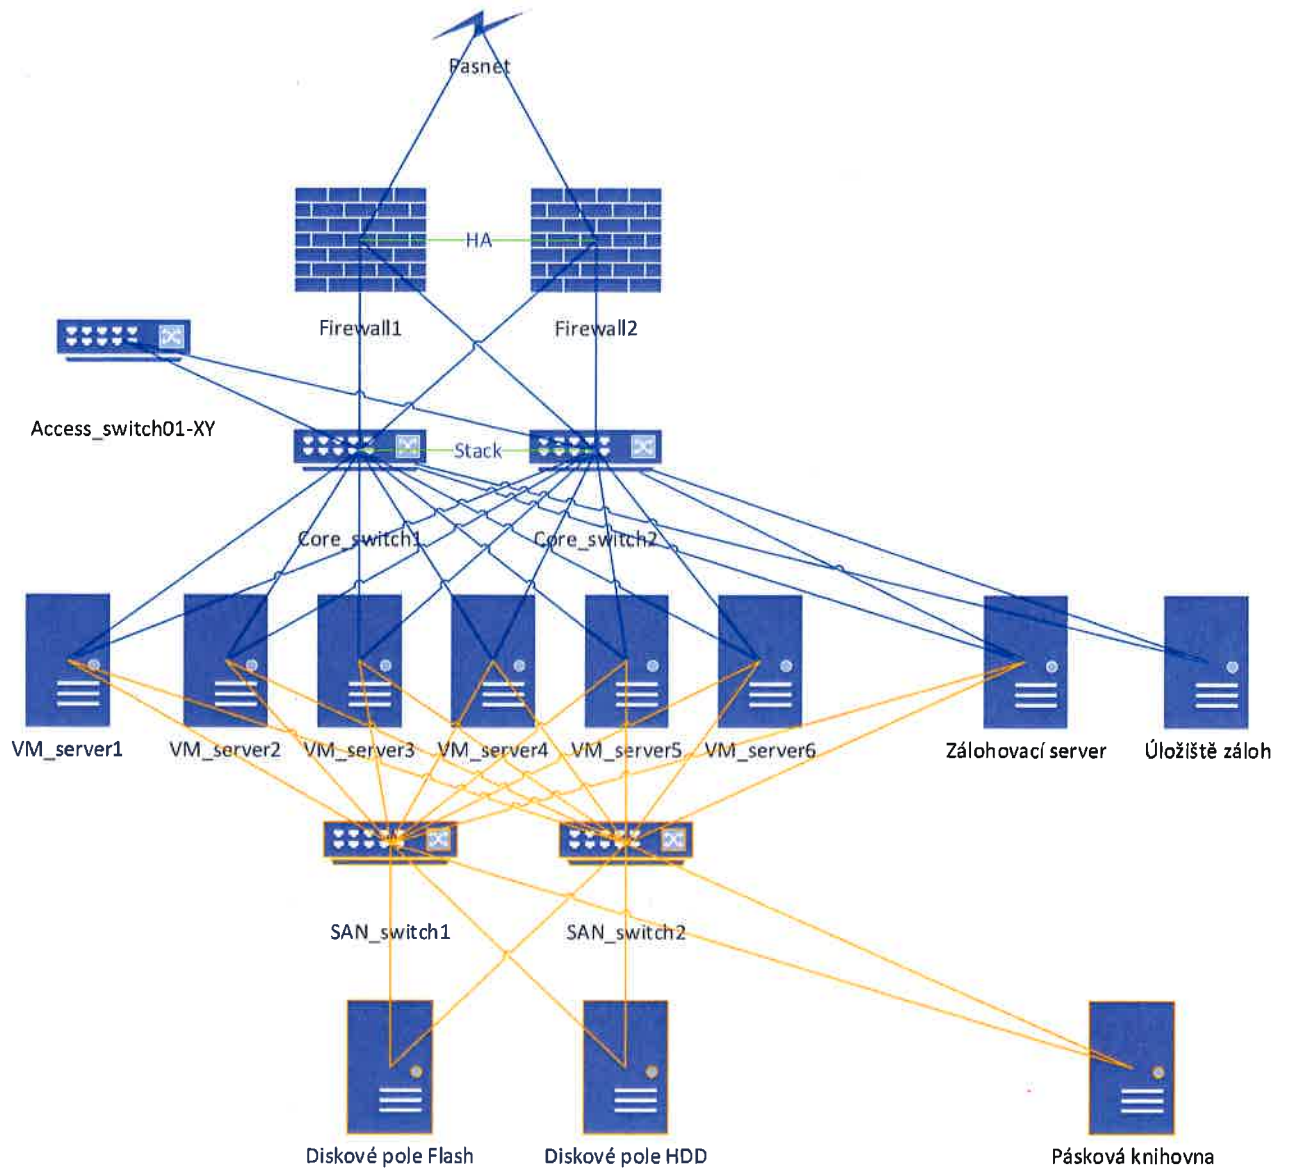 Pasnet
HA
Firewall1
Firewall2
Access_switch01-XY
Stack
Core_switch1
Core_switch2
VM_server1
VM_server2
VM_server3
VM_server4
VM_server5
VM_server6
Zálohovací server
Úložiště záloh
SAN_switch1
SAN_switch2
Diskové pole Flash
Diskové pole HDD
Pásková knihovna